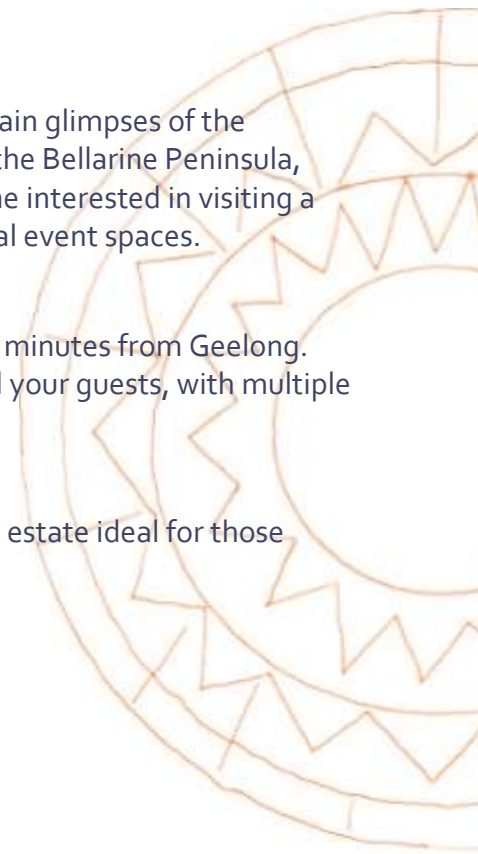 ain glimpses of the
the Bellarine Peninsula,
ne interested in visiting a
al event spaces.
minutes from Geelong.
your guests, with multiple
estate ideal for those